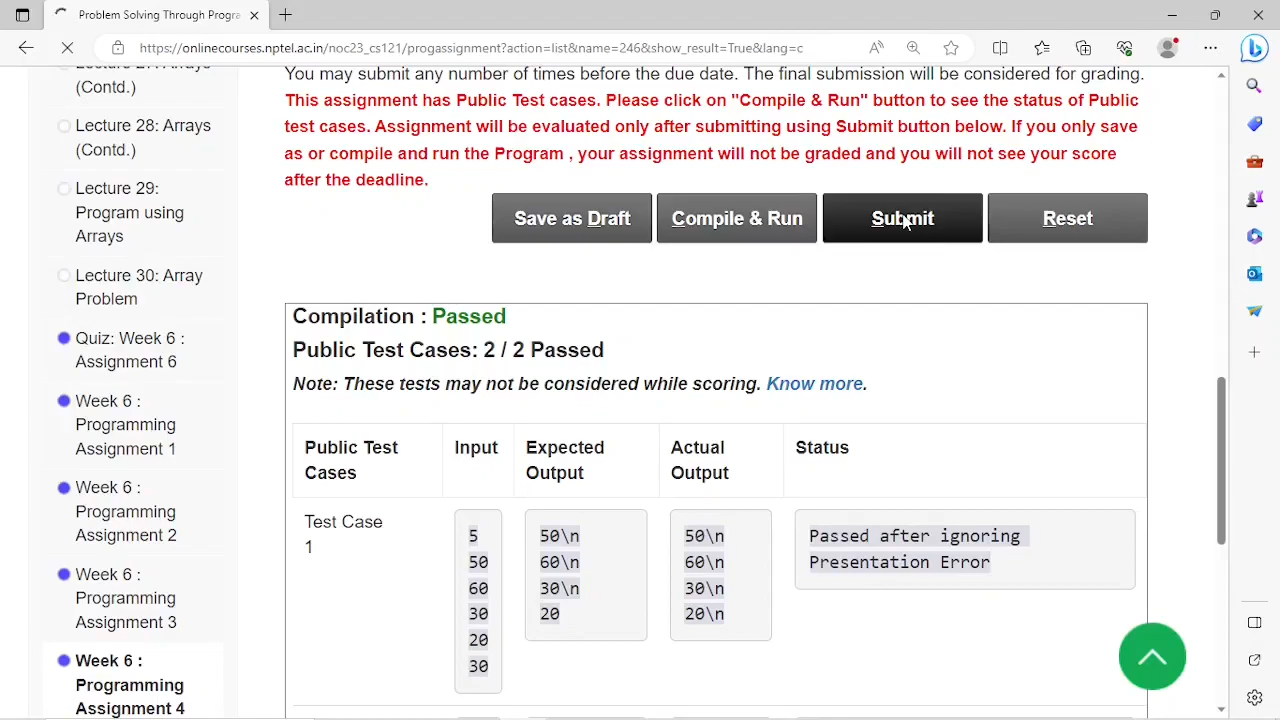 Problem Solving Through Progra
https://onlinecourses.nptel.ac.in/noc23_cs121/progassignment?action=list&name=246&show_result=True&lang=c
(Contd.)
Lecture 28: Arrays
(Contd.)
Lecture 29:
Program using
Arrays
Lecture 30: Array
Problem
Quiz: Week 6 :
Assignment 6
Week 6 :
Programming
Assignment 1
Week 6 :
Programming
Assignment 2
Week 6 :
Programming
Assignment 3
Week 6 :
Programming
Assignment 4
You may submit any number of times before the due date. The final submission will be considered for grading.
This assignment has Public Test cases. Please click on "Compile & Run" button to see the status of Public
test cases. Assignment will be evaluated only after submitting using Submit button below. If you only save
as or compile and run the Program , your assignment will not be graded and you will not see your score
after the deadline.
Save as Draft Compile & Run Submit Reset
Compilation : Passed
Public Test Cases: 2 / 2 Passed
Note: These tests may not be considered while scoring. Know more.
Public Test Cases
Input
Expected Output
Actual Output
Status
Test Case 1
5
50
60
30
20
30
50\n
60\n
30\n
20
50\n
60\n
30\n
20\n
Passed after ignoring
Presentation Error